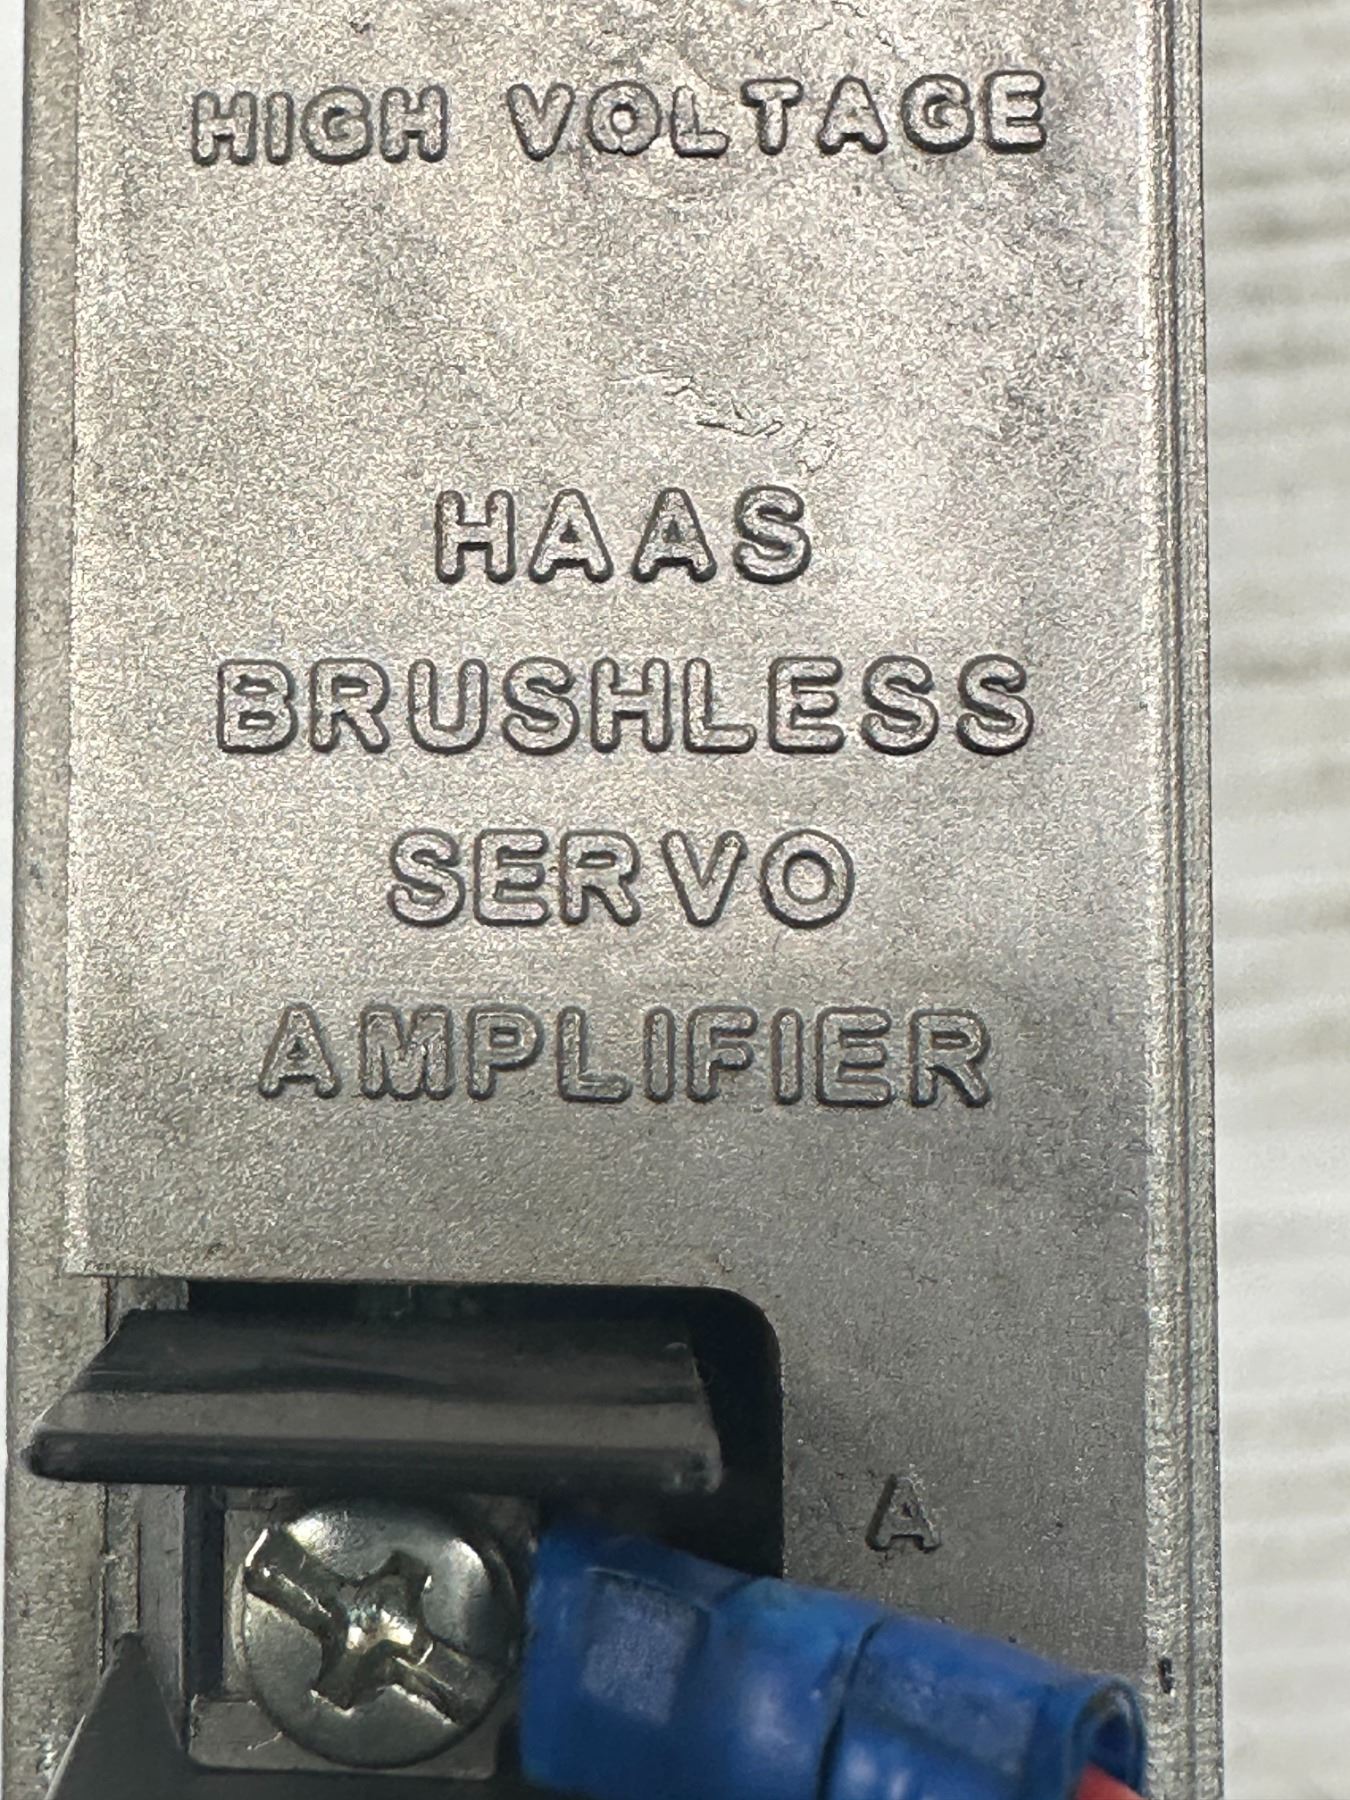 HIGH VOLTAGE
HAAS
BRUSHLESS
SERVO
AMPLIFIER
A